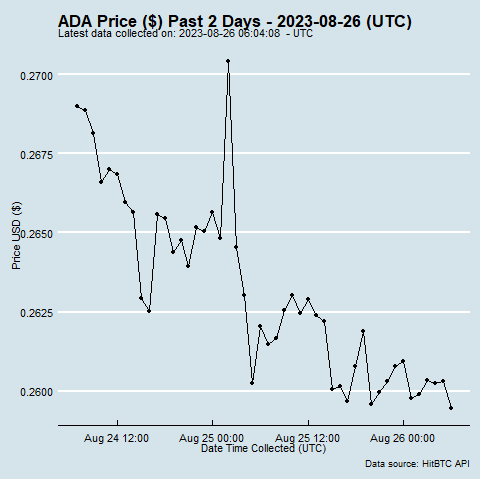 ADA Price ($) Past 2 Days - 2023-08-26 (UTC)
Latest data collected on: 2023-08-26 06:04:08 - UTC
0.2700
0.2675
0.2650
0.2625
0.2600
Price USD ($)
Aug 24 12:00
Aug 25 00:00
Aug 25 12:00
Aug 26 00:00
Date Time Collected (UTC)
Data source: HitBTC API